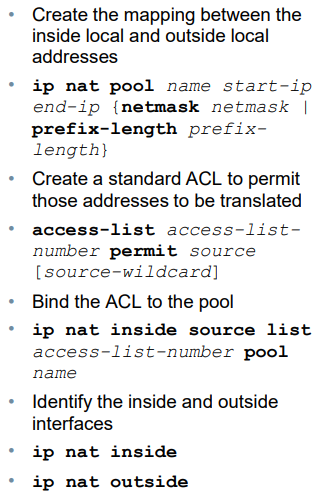 • Create the mapping between the
inside local and outside local
addresses
• ip nat pool name start-ip
end-ip {netmask netmask |
prefix-length prefix-
length}
• Create a standard ACL to permit
those addresses to be translated
• access-list access-list-
number permit source
[source-wildcard]
• Bind the ACL to the pool
• ip nat inside source list
access-list-number pool
name
• Identify the inside and outside
interfaces
• ip nat inside
• ip nat outside